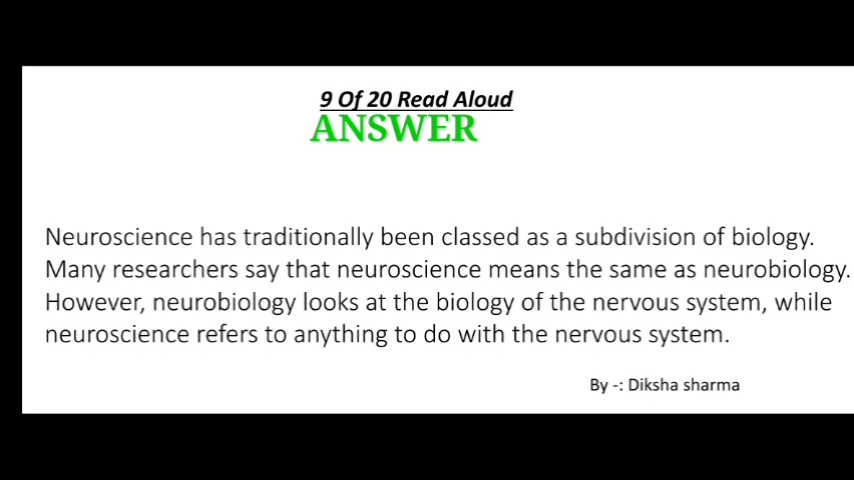 9 Of 20 Read Aloud
ANSWER
Neuroscience has traditionally been classed as a subdivision of biology.
Many researchers say that neuroscience means the same as neurobiology.
However, neurobiology looks at the biology of the nervous system, while
neuroscience refers to anything to do with the nervous system.
By -: Diksha sharma